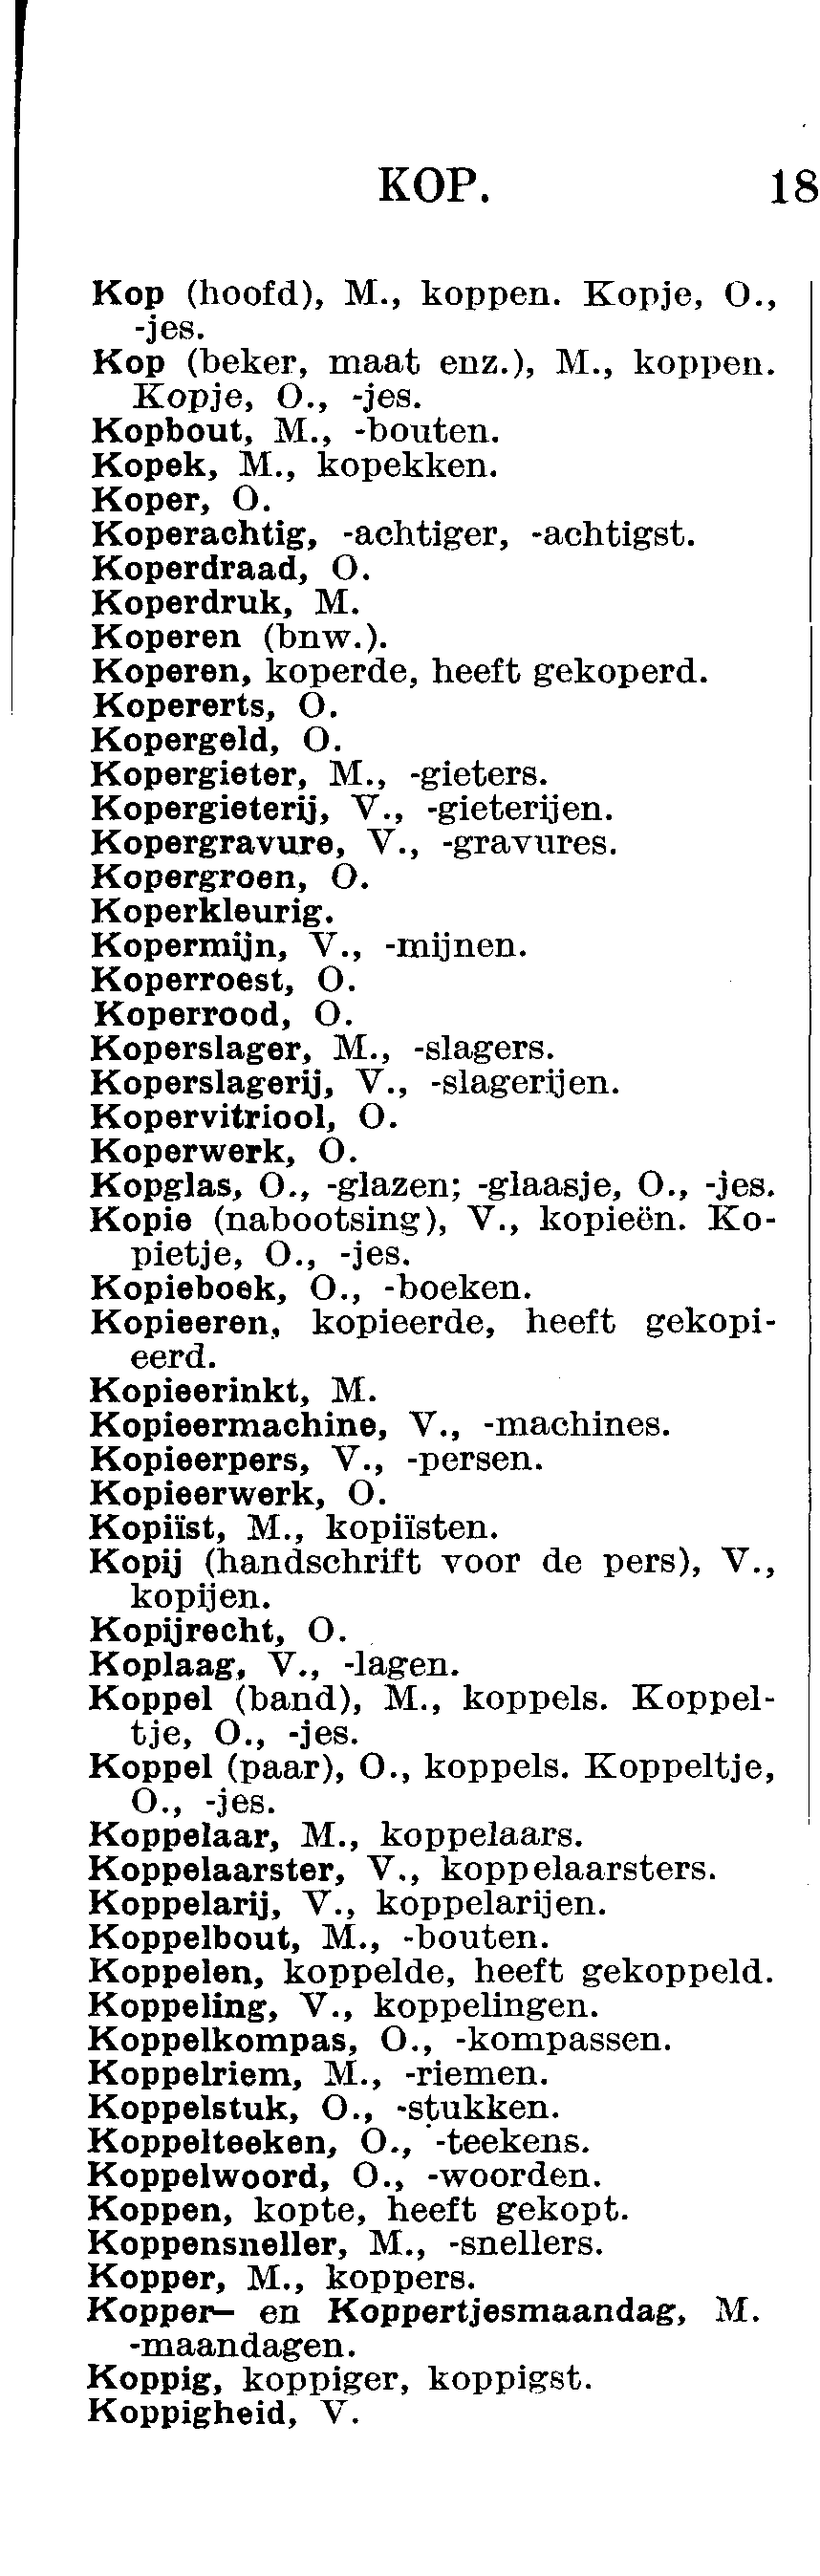 KOP. 18
Kop (hoofd), M., koppen. Kopje, O.,
-jes.
Kop (beker, maat enz.), M., koppen.
Kopje, O., -jes.
Kopbout, M., -bouten.
Kopek, M., kopekken.
Koper, O.
Koperachtig, -achtiger, -achtigst.
Koperdraad, O.
Koperdruk, M.
Koperen (bnw.).
Koperen, koperde, heeft gekoperd.
Kopererts, O.
Kopergeld, O.
Kopergieter, M., -gieters.
Kopergieterij, V., -gieterijen.
Kopergravure, V., -gravures.
Kopergroen, O.
Koperkleurig.
Kopermijn, V., -mijnen.
Koperroest, O.
Koperrood, O.
Koperslager, M., -slagers.
Koperslagerij, V., -slagerijen.
Kopervitriool, O.
Koperwerk, O.
Kopglas, O., -glazen; -glaasje, O., -jes.
Kopie (nabootsing), V., kopieën. Ko-
pietje, O., -jes.
Kopieboek, O., -boeken.
Kopieeren, kopieerde, heeft gekopi-
eerd.
Kopieerinkt, M.
Kopieermachine, V., -machines.
Kopieerpers, V., -persen.
Kopieerwerk, O.
Kopiïst, M., kopiïsten.
Kopij (handschrift voor de pers), V.,
kopijen.
Kopijrecht, O.
Koplaag, V., -lagen.
Koppel (band), M., koppels. Koppel-
tje, O., -jes.
Koppel (paar), O., koppels. Koppeltje,
O., -jes.
Koppelaar, M., koppelaars.
Koppelaarster, V., koppelaarsters.
Koppelarij, V., koppelarijen.
Koppelbout, M., -bouten.
Koppelen, koppelde, heeft gekoppeld.
Koppeling, V., koppelingen.
Koppelkompas, O., -kompassen.
Koppelriem, M., -riemen.
Koppelstuk, O., -stukken.
Koppelteeken, O., -teekens.
Koppelwoord, O., -woorden.
Koppen, kopte, heeft gekopt.
Koppensneller, M., -snellers.
Kopper, M., koppers.
Kopper— en Koppertjesmaandag, M.
-maandagen.
Koppig, koppiger, koppigst.
Koppigheid, V.